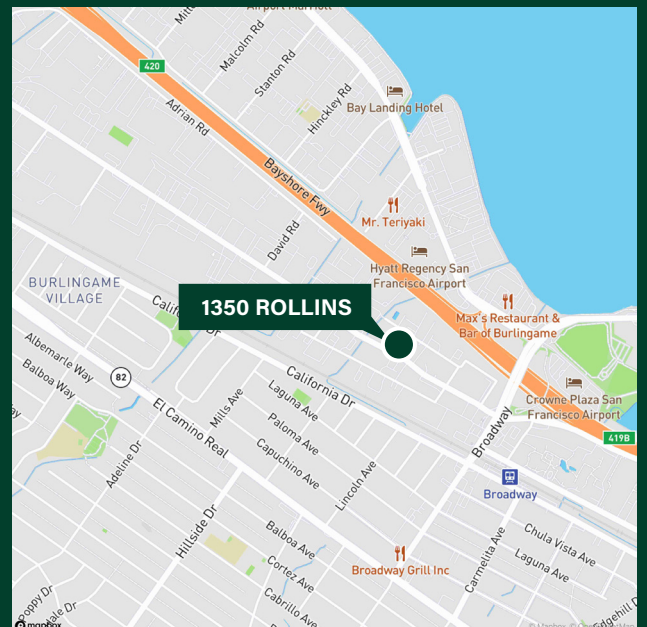 Airport Marriott
Malcolm Rd
Stanton Rd
420
Adrian Rd
Hinckley Rd
Bay Landing Hotel
Bayshore Fwy
Mr. Teriyaki
David Rd
Hyatt Regency San
Francisco Airport
BURLINGAME
VILLAGE
1350 ROLLINS
Max's Restaurant &
Bar of Burlingame
Albemarle Way
Balboa Way
82
California Dr
Crowne Plaza San
Francisco Airport
Laguna Ave
Mills Ave
El Camino Real
Paloma Ave
Broadway
419B
Capuchino Ave
Adeline Dr
Lincoln Ave
Broadway
Hillside Dr
Balboa Ave
Chula Vista Ave
Broadway Grill Inc
Cortez Ave
Carmelita Ave
Laguna Ave
Cabrillo Ave
Poppy Dr
mapbox